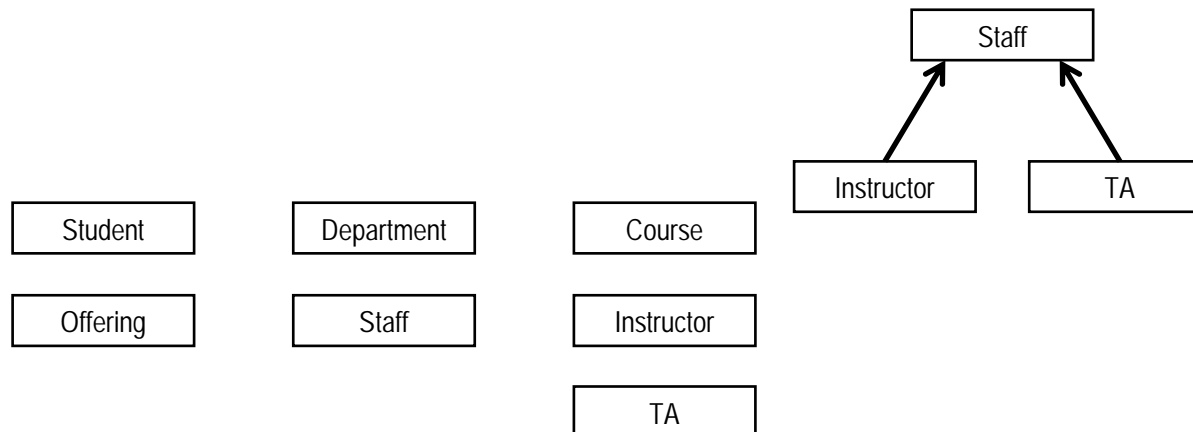 Staff
Instructor
TA
Student
Department
Course
Offering
Staff
Instructor
TA